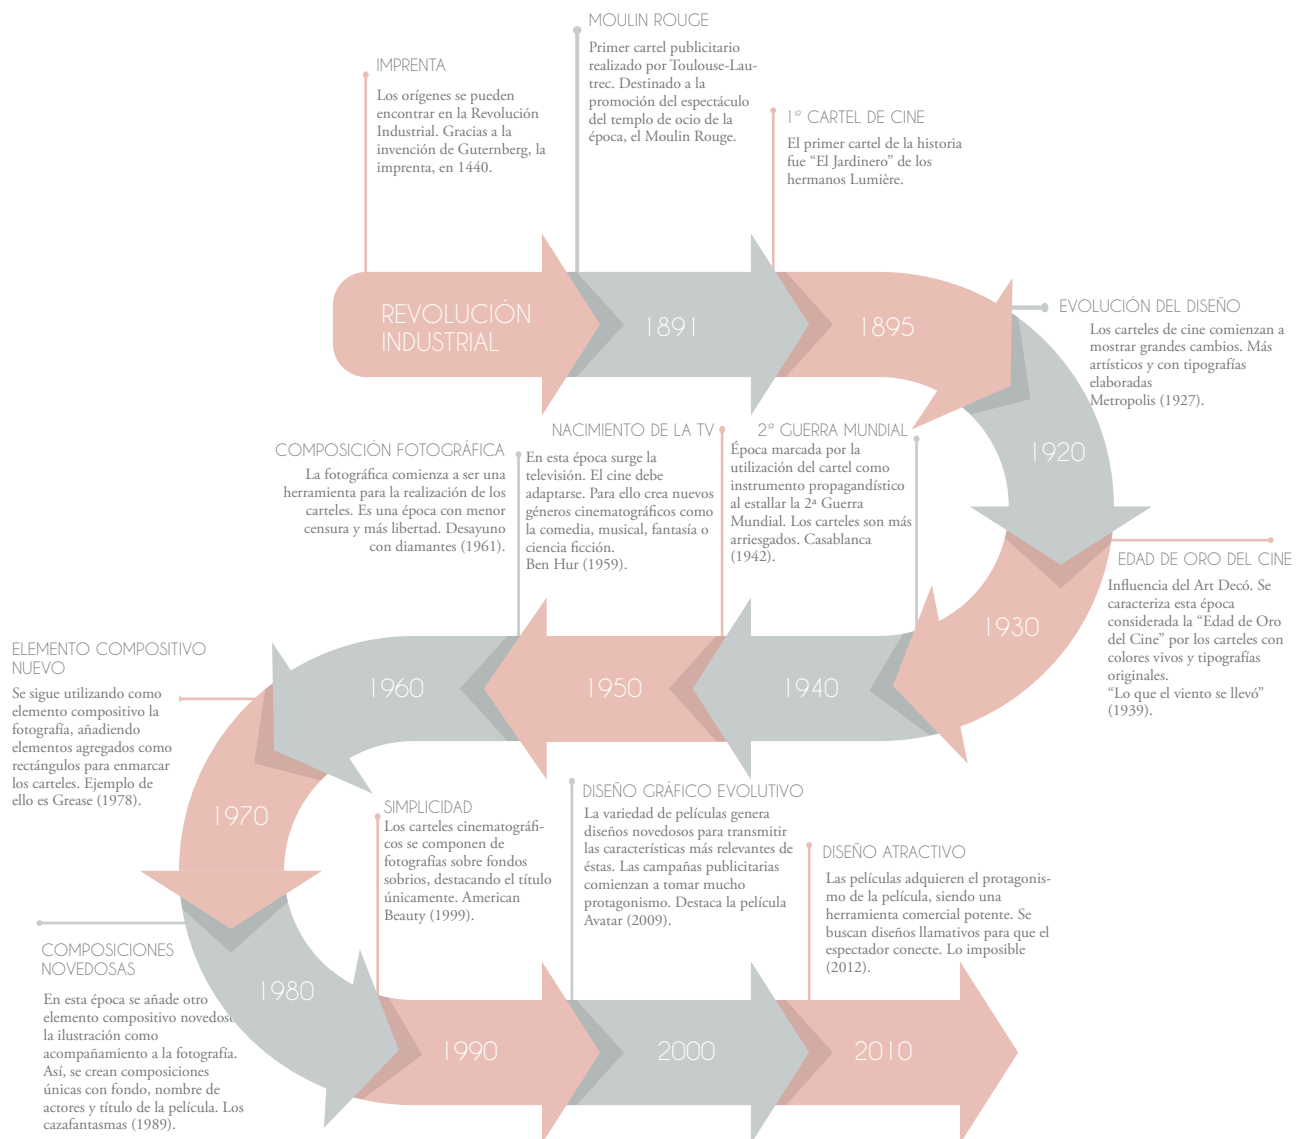 IMPRENTA
Los orígenes se pueden
encontrar en la Revolución
Industrial. Gracias a la
invención de Guternberg, la
imprenta, en 1440.
MOULIN ROUGE
Primer cartel publicitario
realizado por Toulouse-Lau-
trec. Destinado a la
promoción del espectáculo
del templo de ocio de la
época, el Moulin Rouge.
1º CARTEL DE CINE
El primer cartel de la historia
fue “El Jardinero” de los
hermanos Lumière.
REVOLUCIÓN
INDUSTRIAL
1891
1895
EVOLUCIÓN DEL DISEÑO
Los carteles de cine comienzan a
mostrar grandes cambios. Más
artísticos y con tipografías
elaboradas
Metropolis (1927).
1920
EDAD DE ORO DEL CINE
Influencia del Art Decó. Se
caracteriza esta época
considerada la “Edad de Oro
del Cine” por los carteles con
colores vivos y tipografías
originales.
“Lo que el viento se llevó”
(1939).
1930
2º GUERRA MUNDIAL
Época marcada por la
utilización del cartel como
instrumento propagandístico
al estallar la 2ª Guerra
Mundial. Los carteles son más
arriesgados. Casablanca
(1942).
1940
NACIMIENTO DE LA TV
En esta época surge la
televisión. El cine debe
adaptarse. Para ello crea nuevos
géneros cinematográficos como
la comedia, musical, fantasía o
ciencia ficción.
Ben Hur (1959).
1950
COMPOSICIÓN FOTOGRÁFICA
La fotográfica comienza a ser una
herramienta para la realización de los
carteles. Es una época con menor
censura y más libertad. Desayuno
con diamantes (1961).
1960
ELEMENTO COMPOSITIVO
NUEVO
Se sigue utilizando como
elemento compositivo la
fotografía, añadiendo
elementos agregados como
rectángulos para enmarcar
los carteles. Ejemplo de
ello es Grease (1978).
1970
COMPOSICIONES
NOVEDOSAS
En esta época se añade otro
elemento compositivo novedoso
la ilustración como
acompañamiento a la fotografía.
Así, se crean composiciones
únicas con fondo, nombre de
actores y título de la película. Los
cazafantasmas (1989).
1980
SIMPLICIDAD
Los carteles cinematográfi-
cos se componen de
fotografías sobre fondos
sobrios, destacando el título
únicamente. American
Beauty (1999).
1990
DISEÑO GRÁFICO EVOLUTIVO
La variedad de películas genera
diseños novedosos para transmitir
las características más relevantes de
éstas. Las campañas publicitarias
comienzan a tomar mucho
protagonismo. Destaca la película
Avatar (2009).
2000
DISEÑO ATRACTIVO
Las películas adquieren el protagonis-
mo de la película, siendo una
herramienta comercial potente. Se
buscan diseños llamativos para que el
espectador conecte. Lo imposible
(2012).
2010